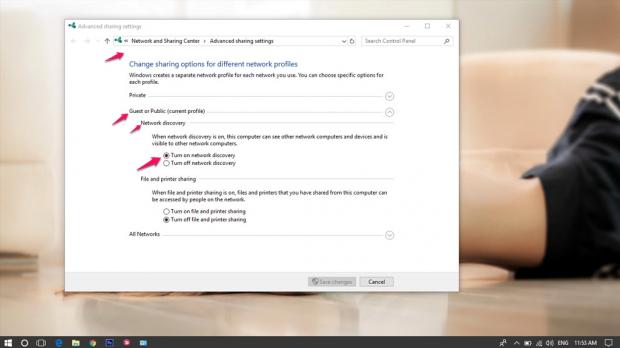 Advanced sharing settings
« Network and Sharing Center › Advanced sharing settings
Search Control Panel
Change sharing options for different network profiles
Windows creates a separate network profile for each network you use. You can choose specific options for
each profile.
Private
Guest or Public (current profile)
Network discovery
When network discovery is on, this computer can see other network computers and devices and is
visible to other network computers.
Turn on network discovery
Turn off network discovery
File and printer sharing
When file and printer sharing is on, files and printers that you have shared from this computer can
be accessed by people on the network.
Turn on file and printer sharing
Turn off file and printer sharing
All Networks
Save changes
Cancel
ENG
11:53 AM